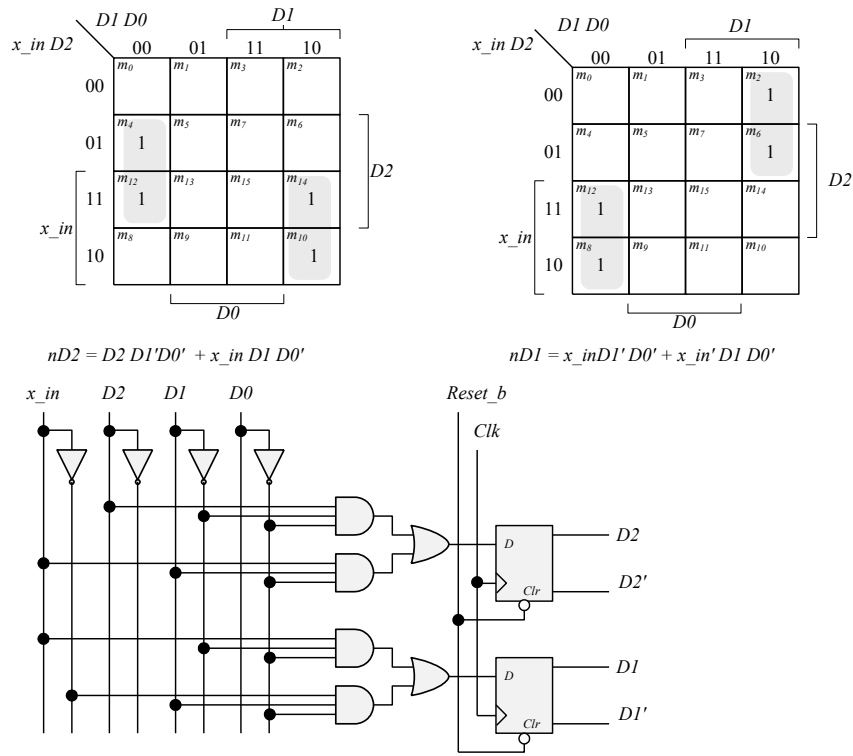 D1 D0
x_in D2
D1
00 01 11 10
m0 m1 m3 m2
00
m4 m5 m7 m6
01 1
m12 m13 m15 m14
11 1 1
m8 m9 m11 m10
10 1
D2
x_in
D0
D1 D0
x_in D2
D1
00 01 11 10
m0 m1 m3 m2
00 1
m4 m5 m7 m6
01 1
m12 m13 m15 m14
11 1
m8 m9 m11 m10
10 1
D2
x_in
D0
nD2 = D2 D1'D0' + x_in D1 D0'
nD1 = x_inD1' D0' + x_in' D1 D0'
x_in D2 D1 D0 Reset_b
Clk
D
Clr
D2
D2'
D
Clr
D1
D1'